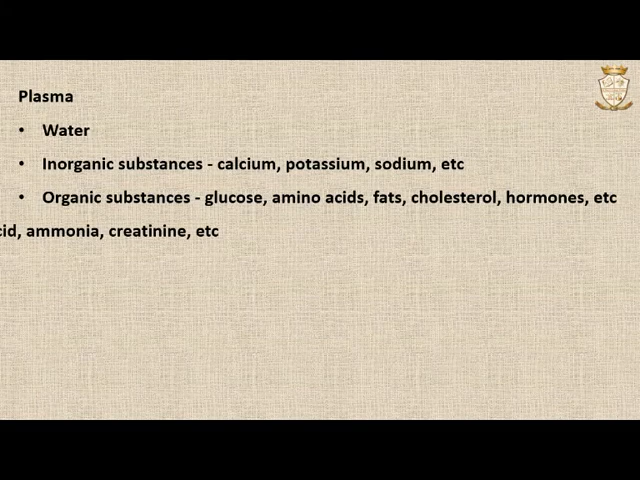 Plasma
• Water
• Inorganic substances - calcium, potassium, sodium, etc
• Organic substances - glucose, amino acids, fats, cholesterol, hormones, etc
cid, ammonia, creatinine, etc